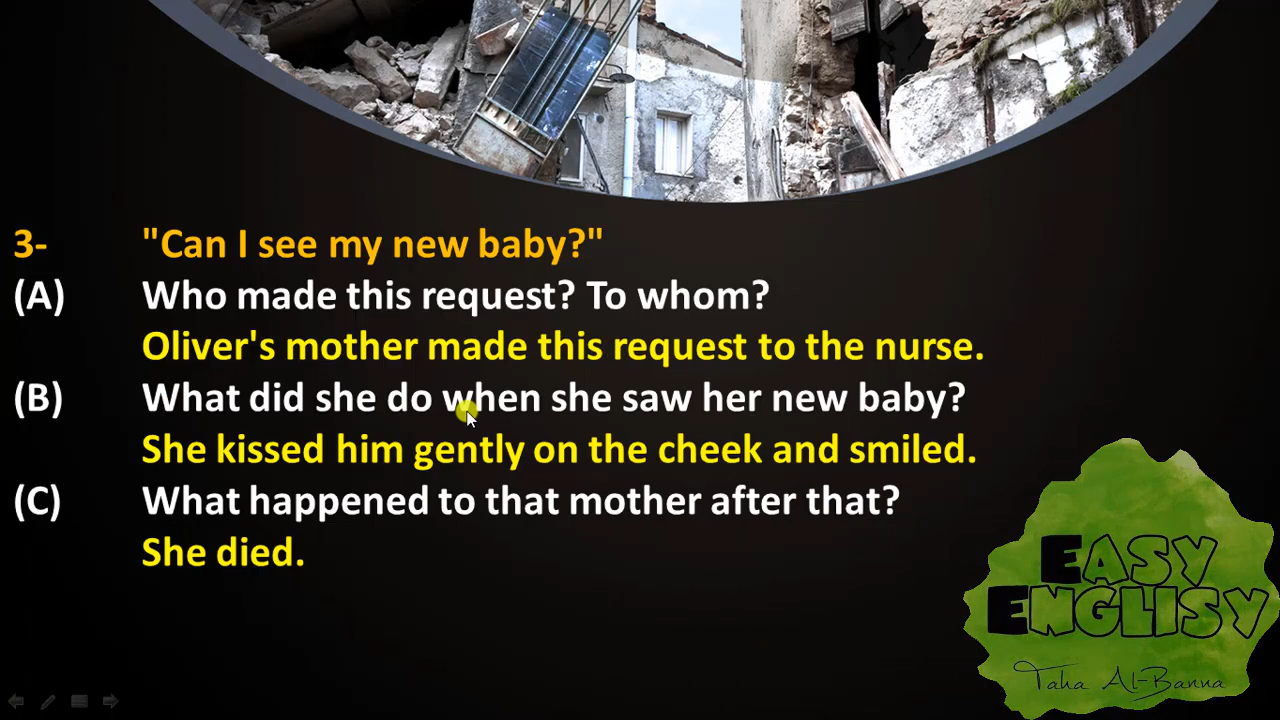 3- "Can I see my new baby?"
(A) Who made this request? To whom?
Oliver's mother made this request to the nurse.
(B) What did she do when she saw her new baby?
She kissed him gently on the cheek and smiled.
(C) What happened to that mother after that?
She died.
EASY
ENGLISY
Taha Al-Banna